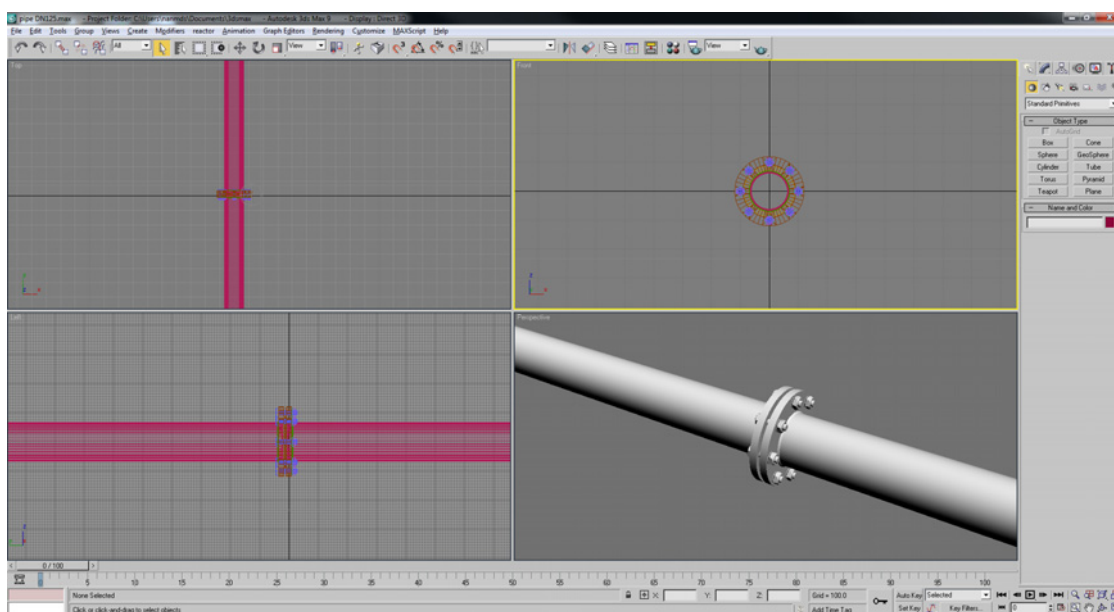 pipe DN125.max - Project Folder: C:\Users\nanmdv\Documents\3dsmax - Autodesk 3ds Max 9 - Display : Direct 3D
File Edit Tools Group Views Create Modifiers reactor Animation Graph Editors Rendering Customize MAXScript Help
All View View
Top Front
Standard Primitives
Object Type
AutoGrid
Box Cone
Sphere GeoSphere
Cylinder Tube
Torus Pyramid
Teapot Plane
Name and Color
Left Perspective
0 / 100
0 5 10 15 20 25 30 35 40 45 50 55 60 65 70 75 80 85 90 95 100
None Selected X: Y: Z: Grid = 100.0 Auto Key Selected
Click or click-and-drag to select objects Add Time Tag Set Key Key Filters... 0